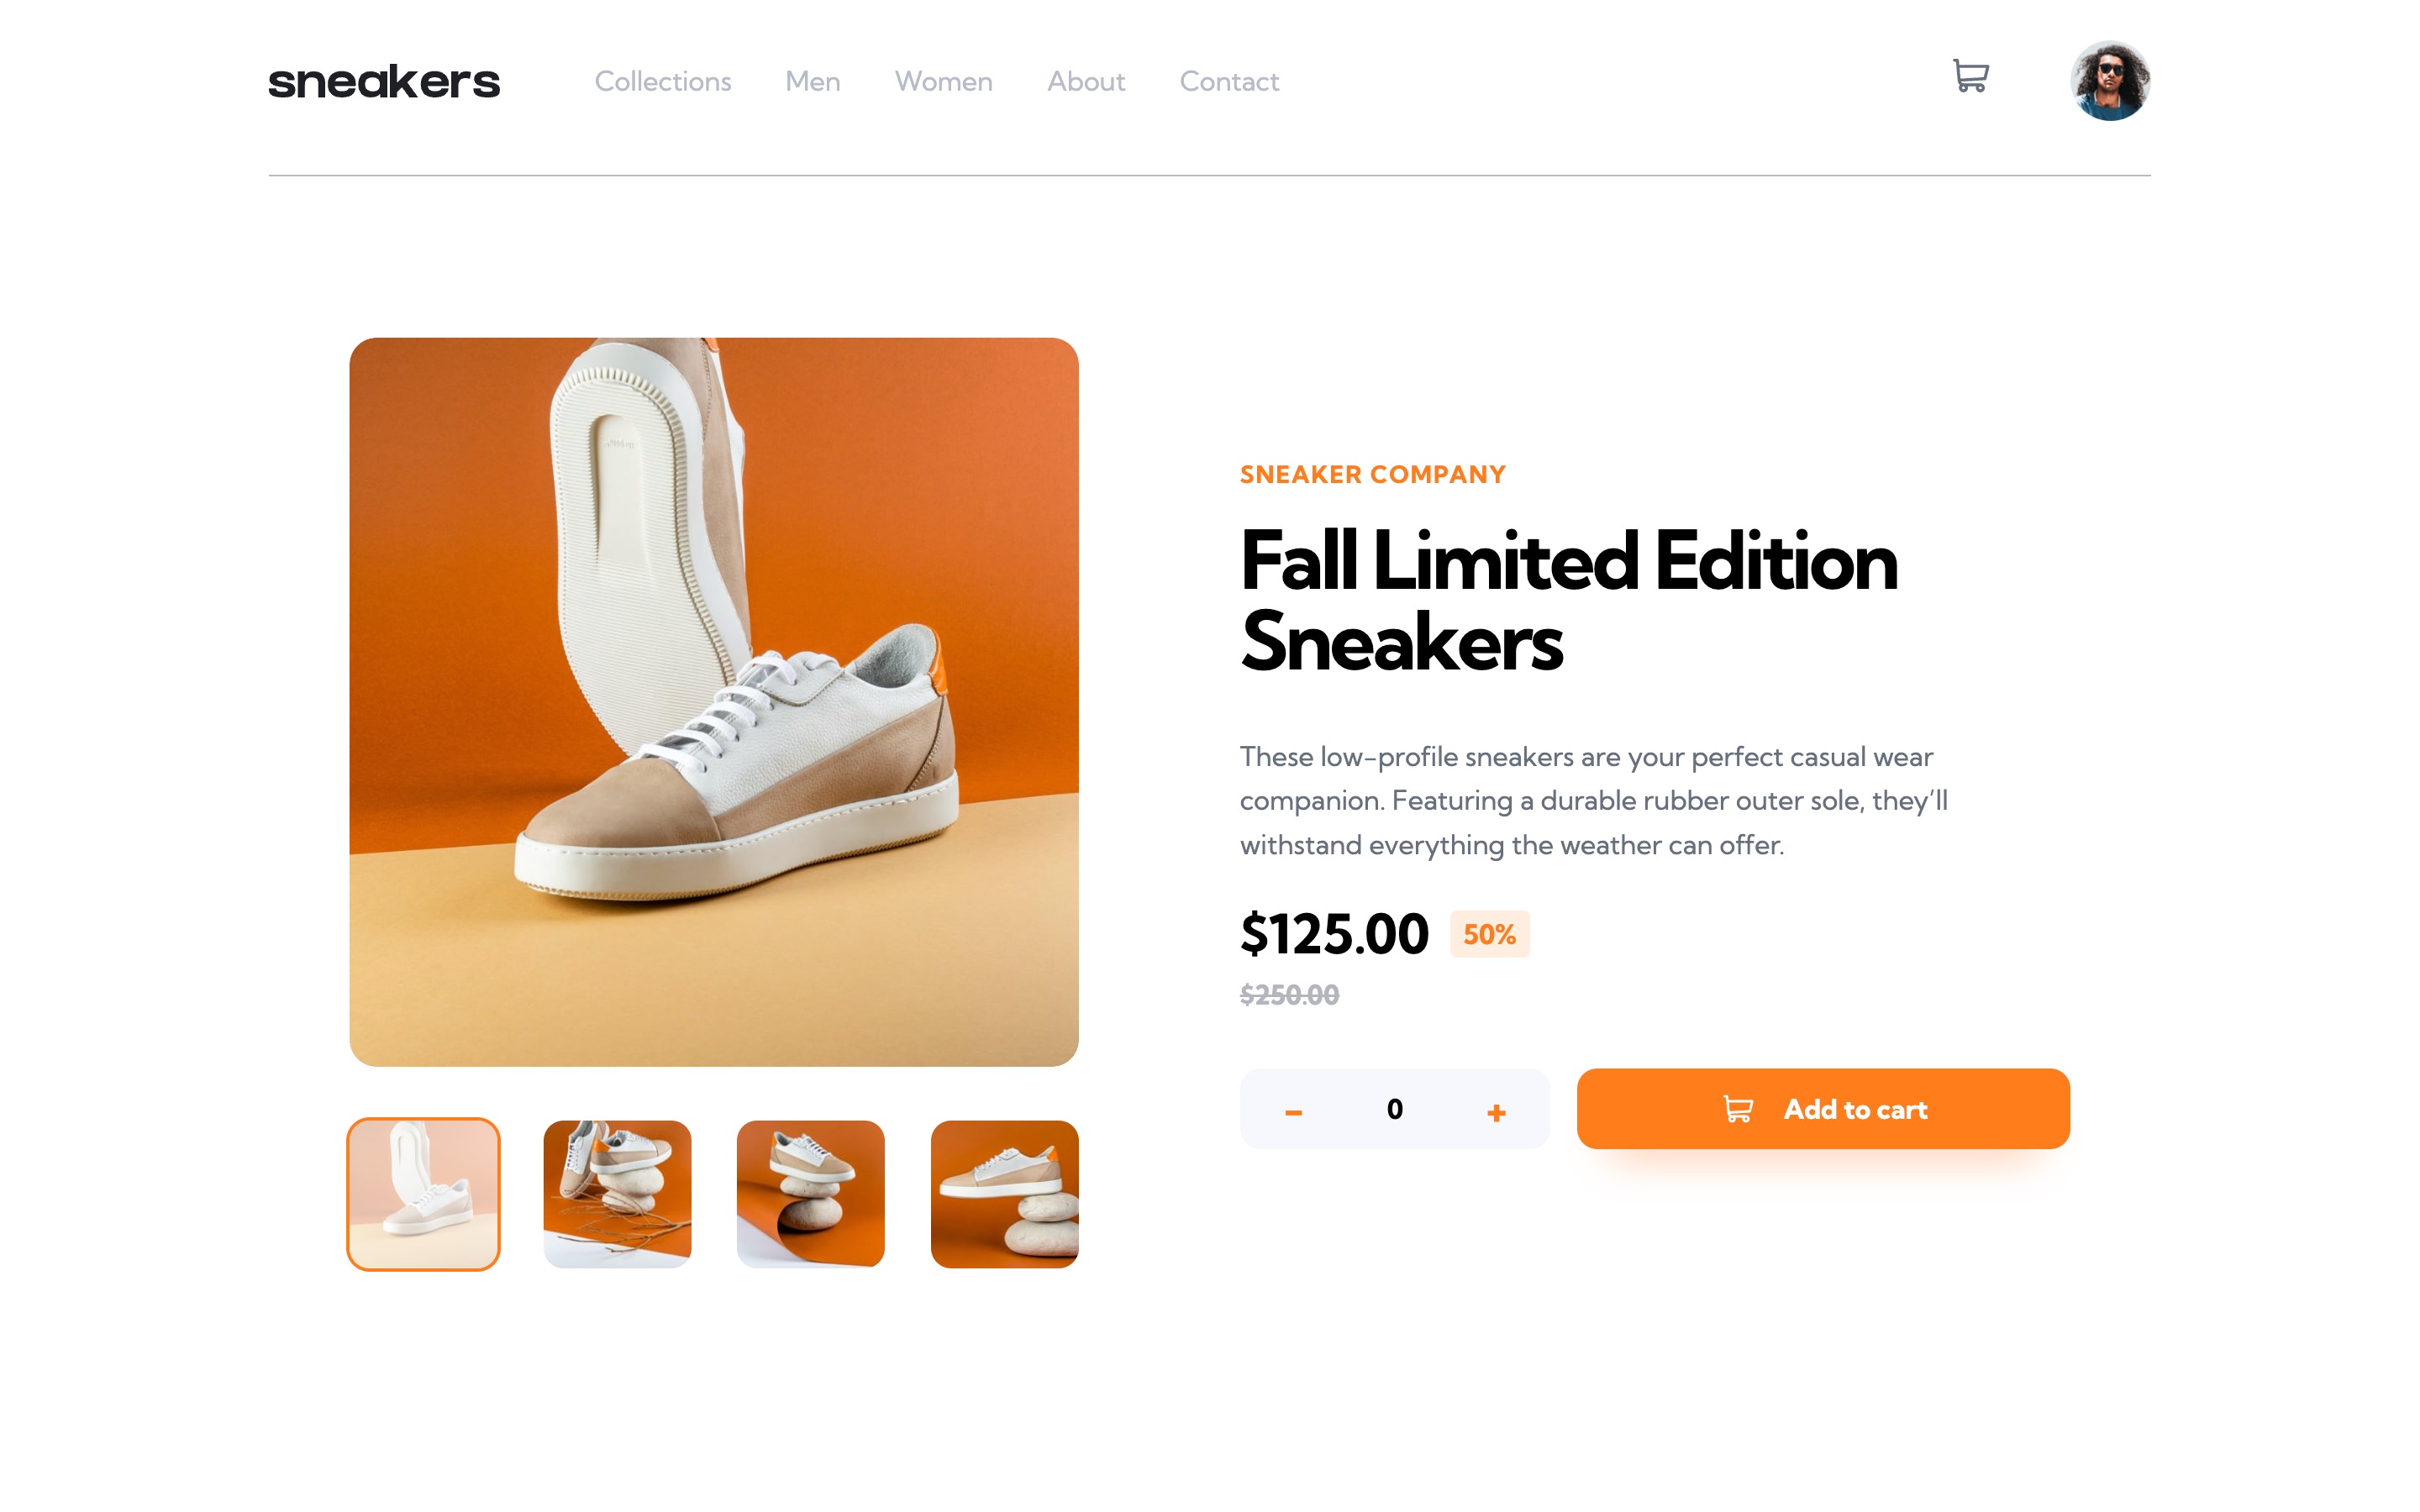 sneakers
Collections Men Women About Contact
SNEAKER COMPANY
Fall Limited Edition
Sneakers
These low-profile sneakers are your perfect casual wear
companion. Featuring a durable rubber outer sole, they’ll
withstand everything the weather can offer.
$125.00 50%
$250.00
− 0 +
Add to cart